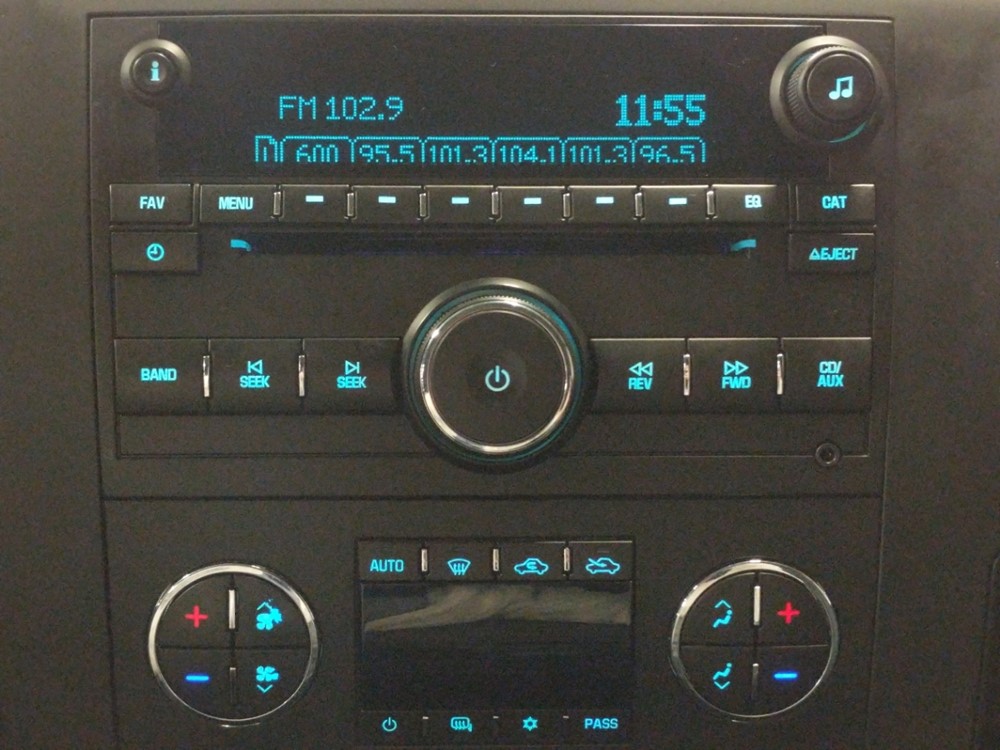 i
FM 102.9 11:55
600 95.5 101.3 104.1 101.3 96.5
FAV MENU EQ CAT
EJECT
BAND SEEK SEEK REV FWD CD/AUX
AUTO
PASS